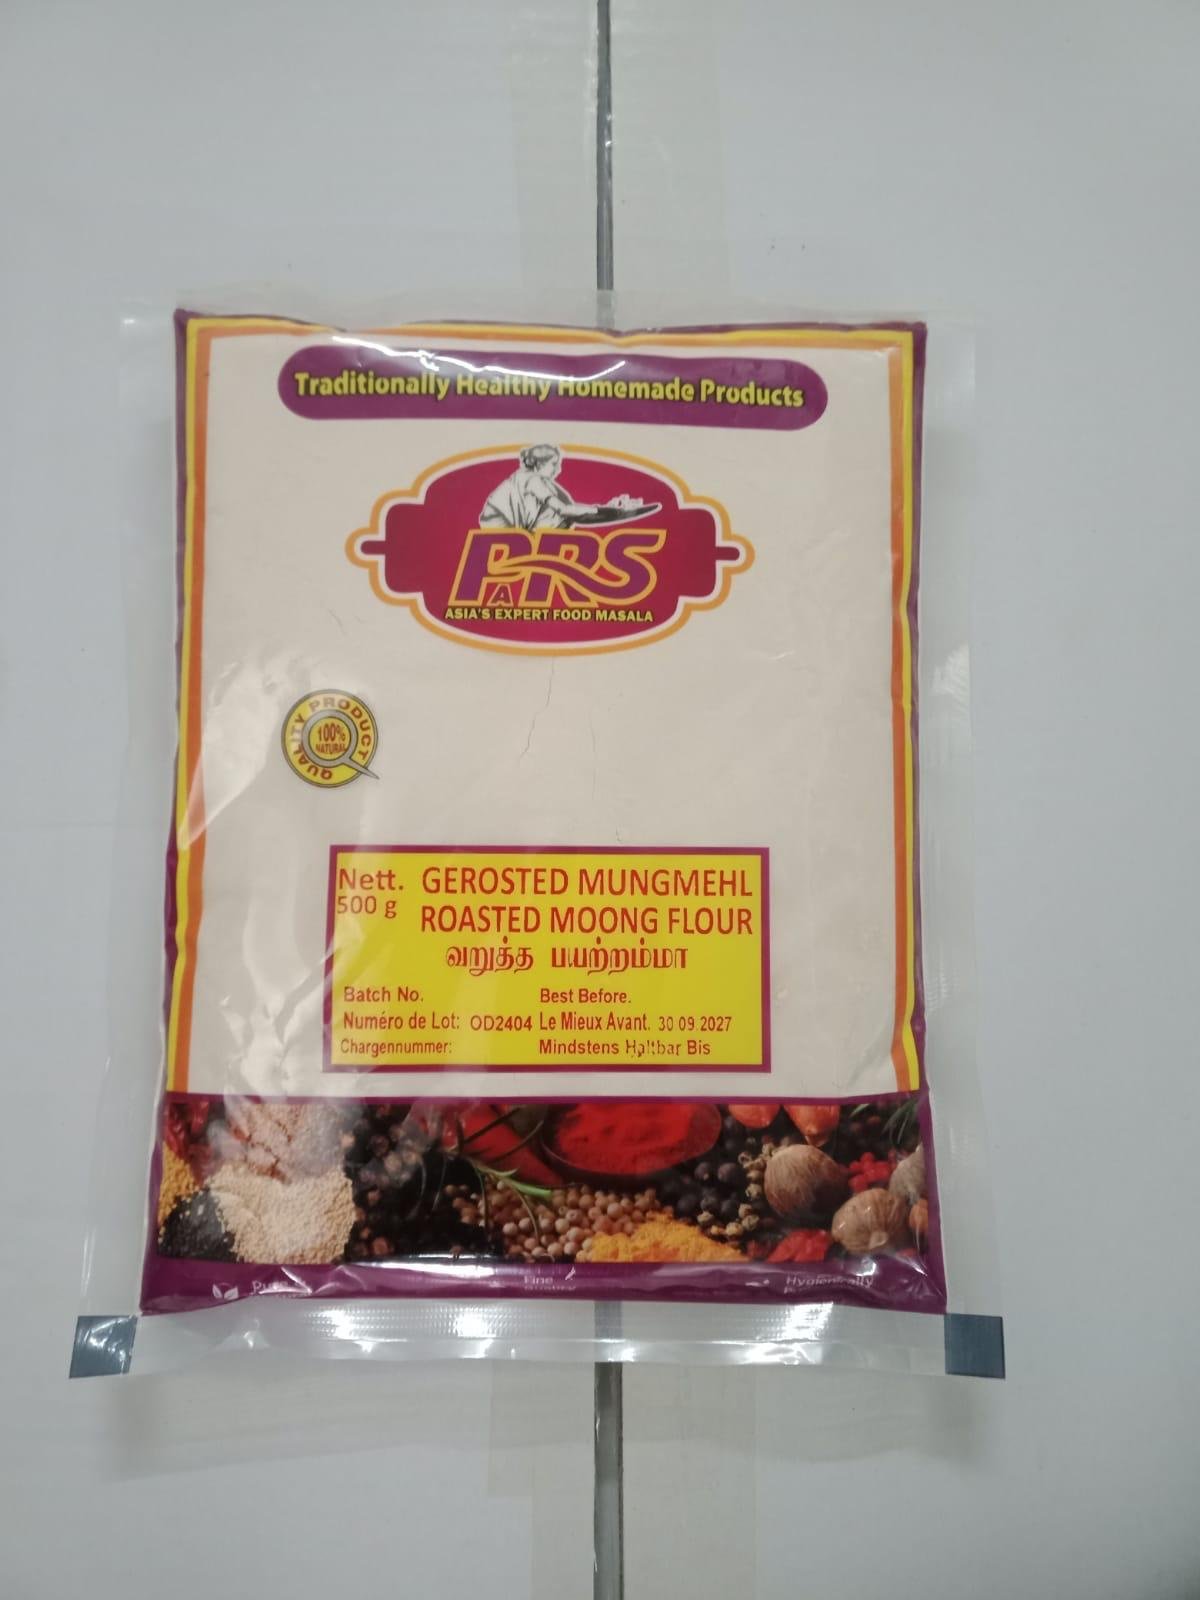 Traditionally Healthy Homemade Products
PARS
ASIA'S EXPERT FOOD MASALA
QUALITY PRODUCT
100%
NATURAL
Nett.
500 g
GEROSTED MUNGMEHL
ROASTED MOONG FLOUR
வறுத்த பயற்றம்மா
Batch No.
Numéro de Lot: OD2404
Chargennummer:
Best Before.
Le Mieux Avant. 30 09.2027
Mindstens Haltbar Bis
Fine
Hygienically